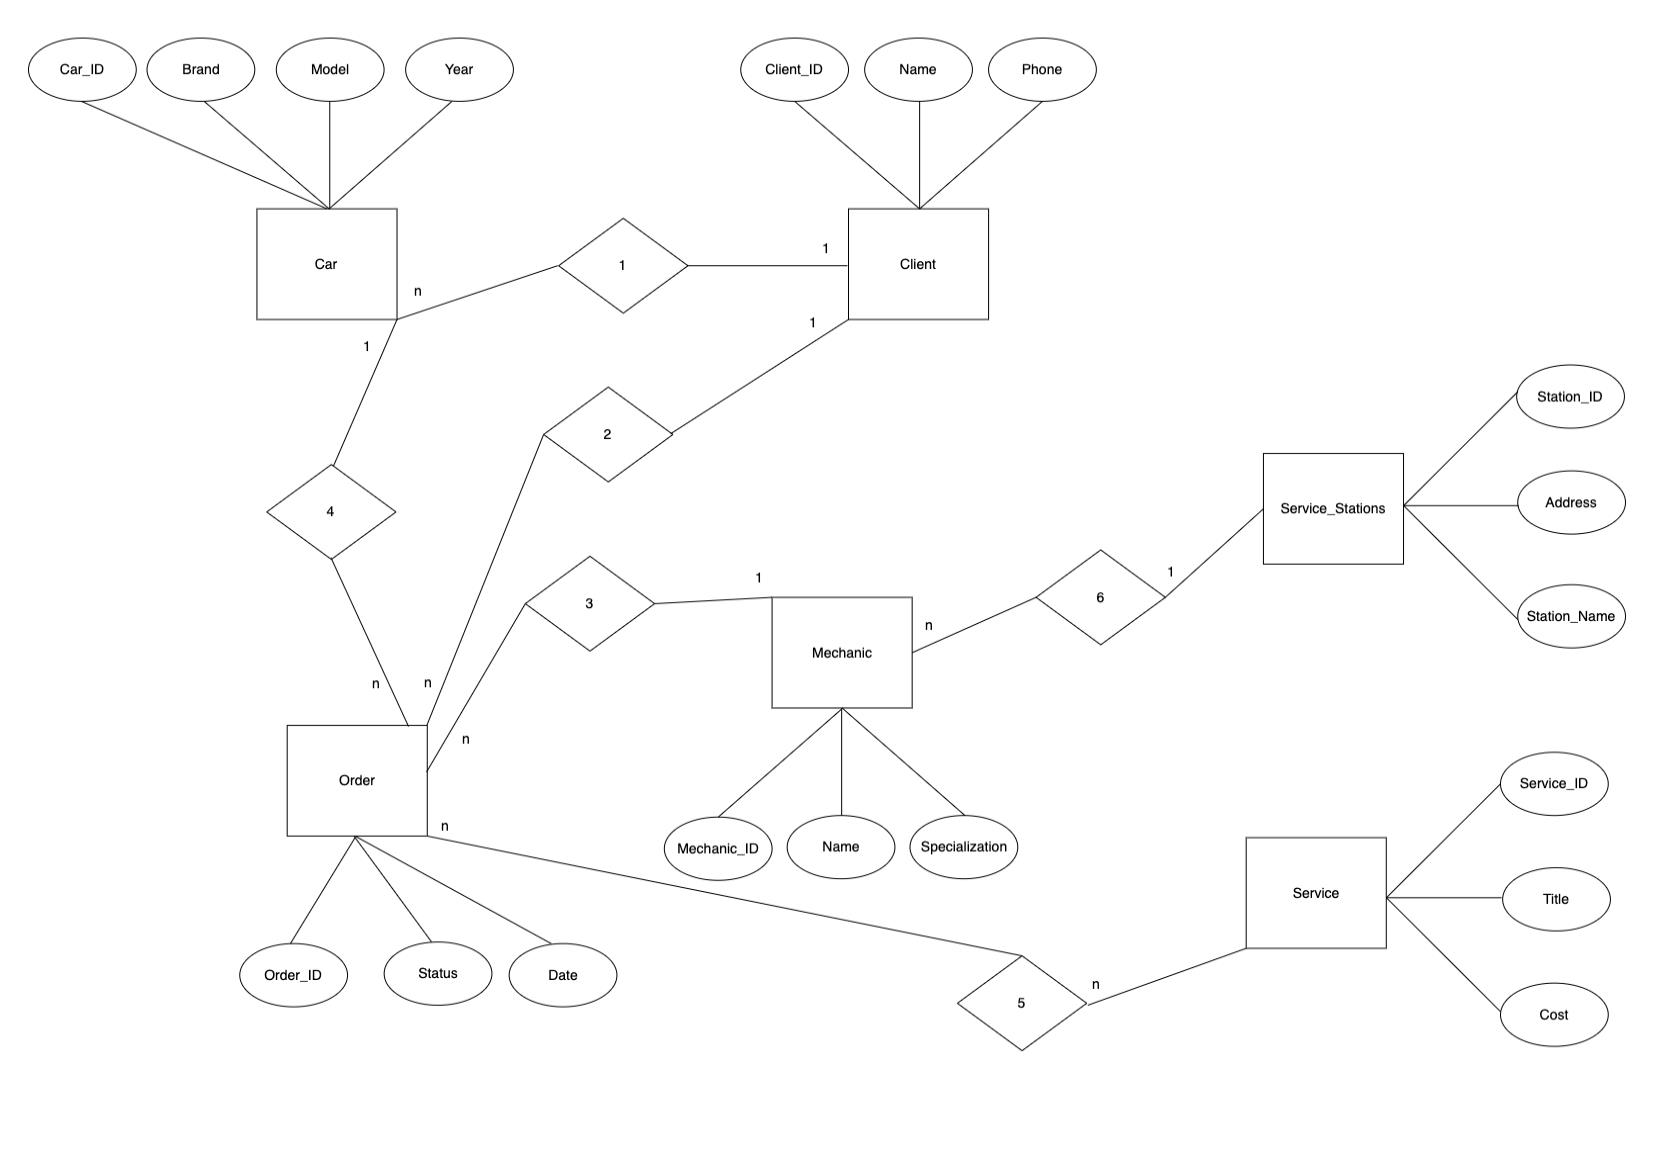 Car_ID
Brand
Model
Year
Client_ID
Name
Phone
Car
1
1
Client
n
1
1
Station_ID
2
4
Service_Stations
Address
3
1
6
1
n
Station_Name
Mechanic
n
n
n
Order
n
Mechanic_ID
Name
Specialization
Service_ID
Service
Title
Order_ID
Status
Date
5
n
Cost